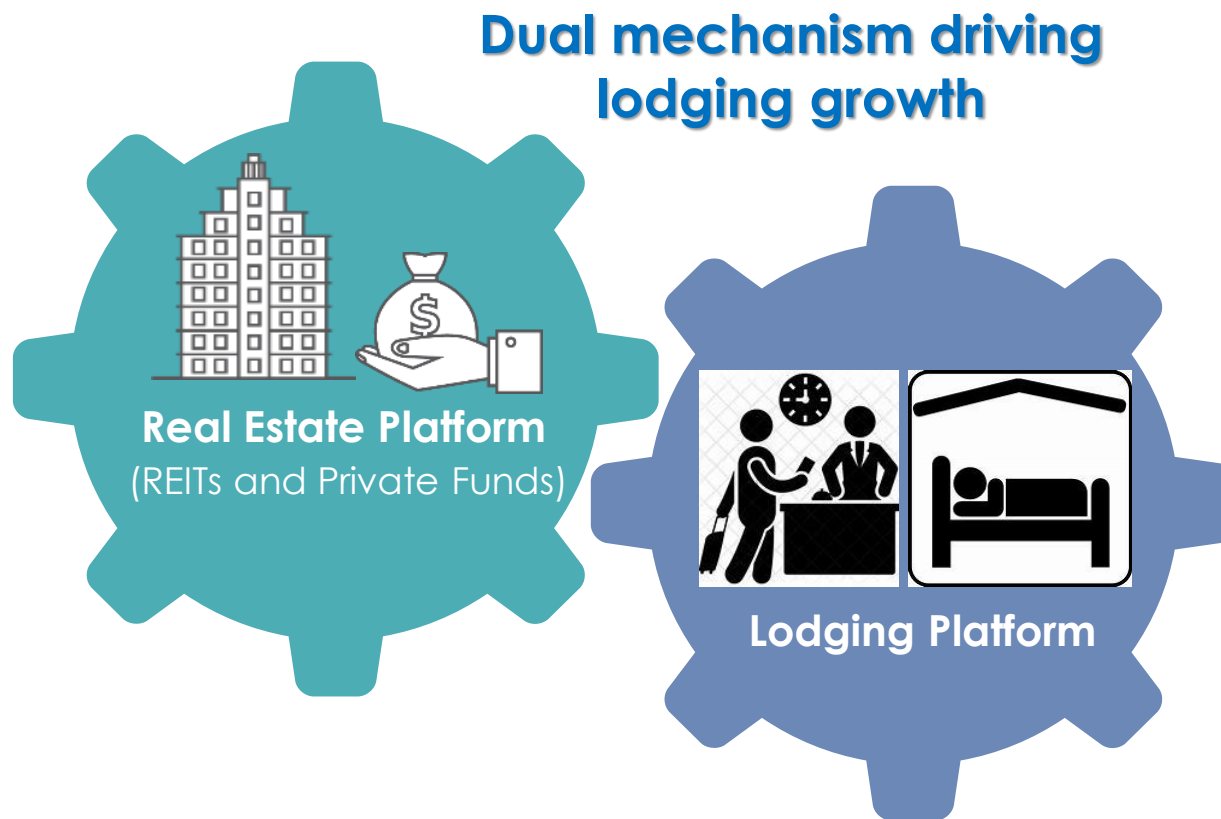 Dual mechanism driving
lodging growth
$
Real Estate Platform
(REITs and Private Funds)
Lodging Platform